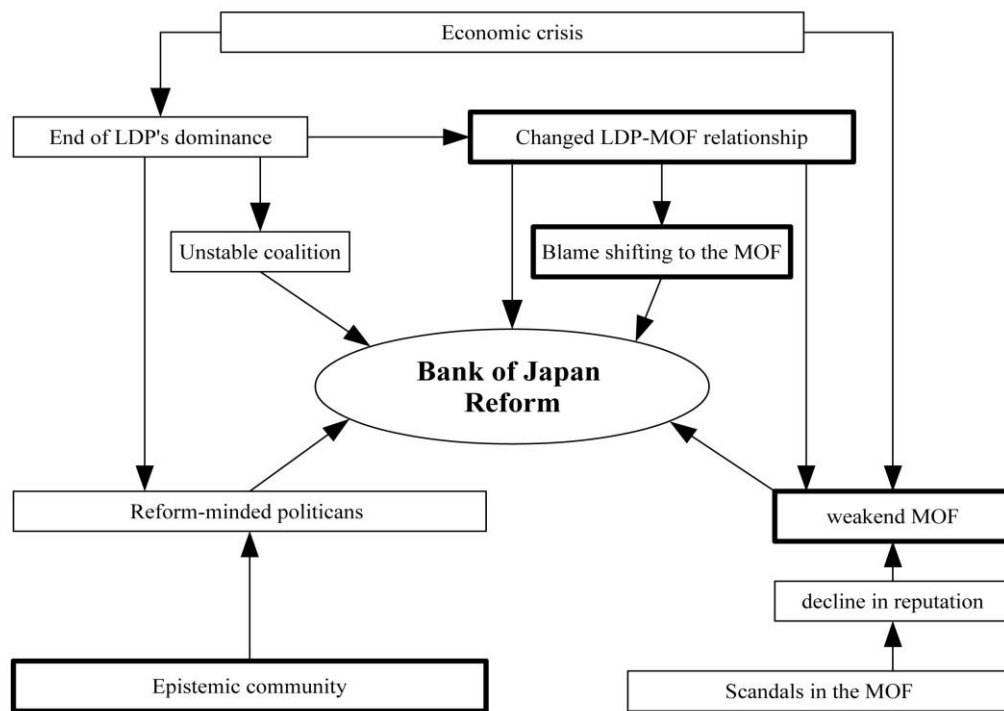 Economic crisis
End of LDP's dominance
Changed LDP-MOF relationship
Unstable coalition
Blame shifting to the MOF
Bank of Japan
Reform
Reform-minded politicans
weakend MOF
decline in reputation
Epistemic community
Scandals in the MOF